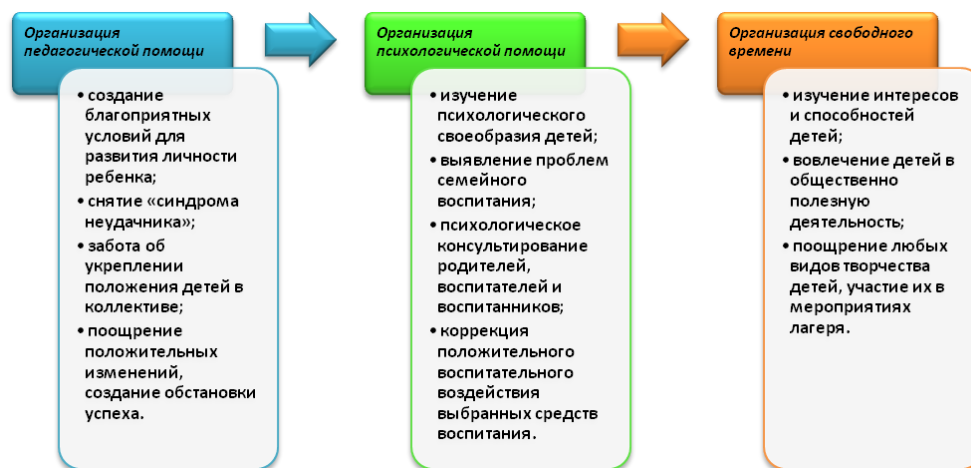 Организация
педагогической помощи
• создание
благоприятных
условий для
развития личности
ребенка;
• снятие «синдрома
неудачника»;
• забота об
укреплении
положения детей в
коллективе;
• поощрение
положительных
изменений,
создание обстановки
успеха.
Организация
психологической помощи
• изучение
психологического
своеобразия детей;
• выявление проблем
семейного
воспитания;
• психологическое
консультирование
родителей,
воспитателей и
воспитанников;
• коррекция
положительного
воспитательного
воздействия
выбранных средств
воспитания.
Организация свободного
времени
• изучение интересов
и способностей
детей;
• вовлечение детей в
общественно
полезную
деятельность;
• поощрение любых
видов творчества
детей, участие их в
мероприятиях
лагеря.